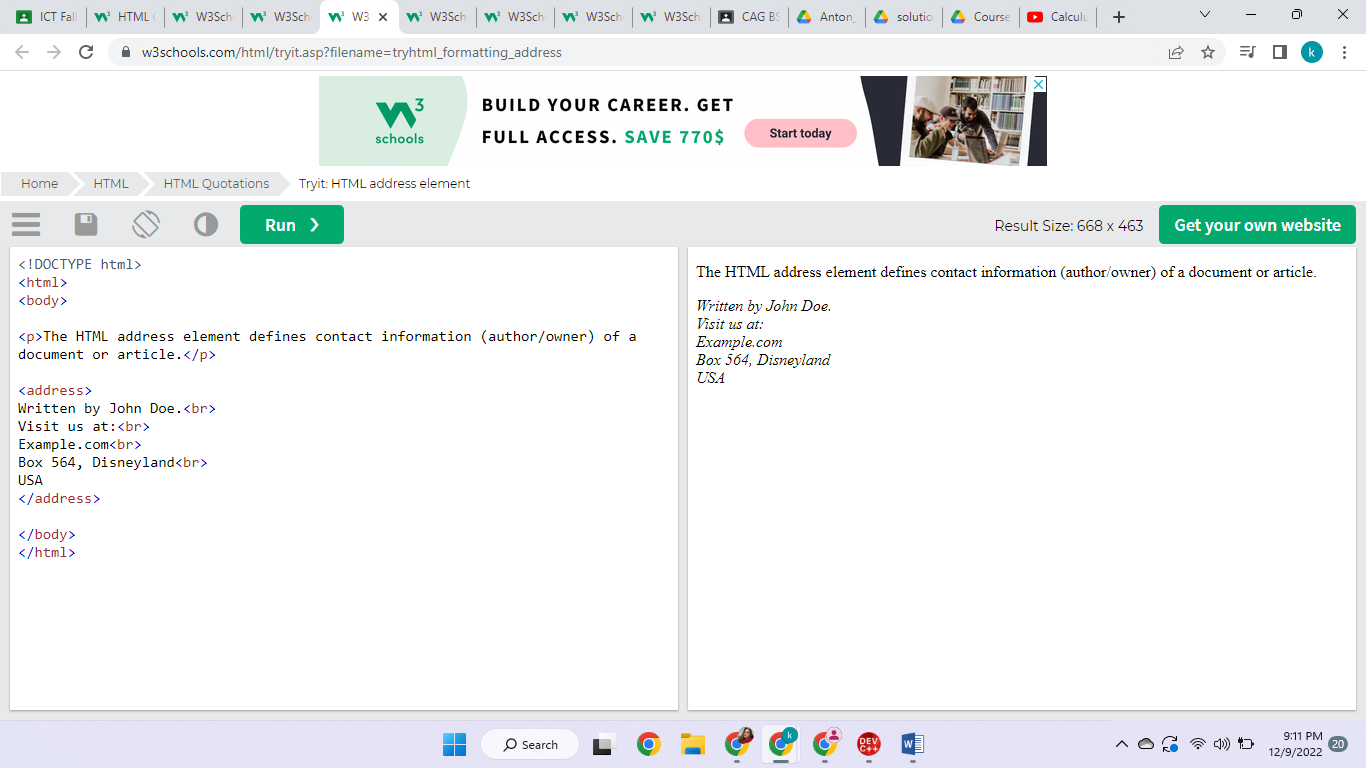 ICT Fall
HTML
W3Sch
W3Sch
W3
W3Sch
W3Sch
W3Sch
W3Sch
CAG BS
Anton_
solutio
Course
Calculu
w3schools.com/html/tryit.asp?filename=tryhtml_formatting_address
k
3
schools
BUILD YOUR CAREER. GET
FULL ACCESS. SAVE 770$
Start today
Home
HTML
HTML Quotations
Tryit: HTML address element
Run ❯
Result Size: 668 x 463
Get your own website
<!DOCTYPE html>
<html>
<body>
<p>The HTML address element defines contact information (author/owner) of a
document or article.</p>
<address>
Written by John Doe.<br>
Visit us at:<br>
Example.com<br>
Box 564, Disneyland<br>
USA
</address>
</body>
</html>
The HTML address element defines contact information (author/owner) of a document or article.
Written by John Doe.
Visit us at:
Example.com
Box 564, Disneyland
USA
Search
k
DEV
C++
W
9:11 PM
12/9/2022
20